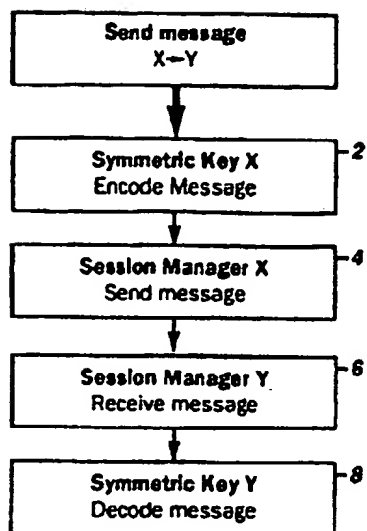 Send message
X←Y
Symmetric Key X
Encode Message
2
Session Manager X
Send message
4
Session Manager Y
Receive message
6
Symmetric Key Y
Decode message
8